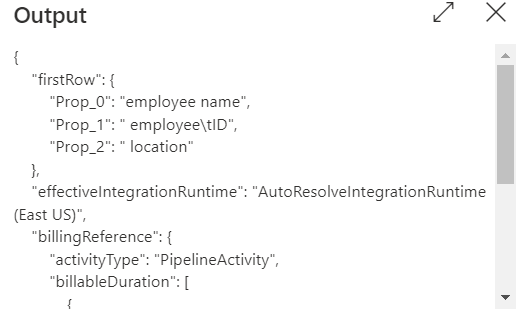 Output
{
"firstRow": {
"Prop_0": "employee name",
"Prop_1": " employee\tID",
"Prop_2": " location"
},
"effectiveIntegrationRuntime": "AutoResolveIntegrationRuntime
(East US)",
"billingReference": {
"activityType": "PipelineActivity",
"billableDuration": [
{